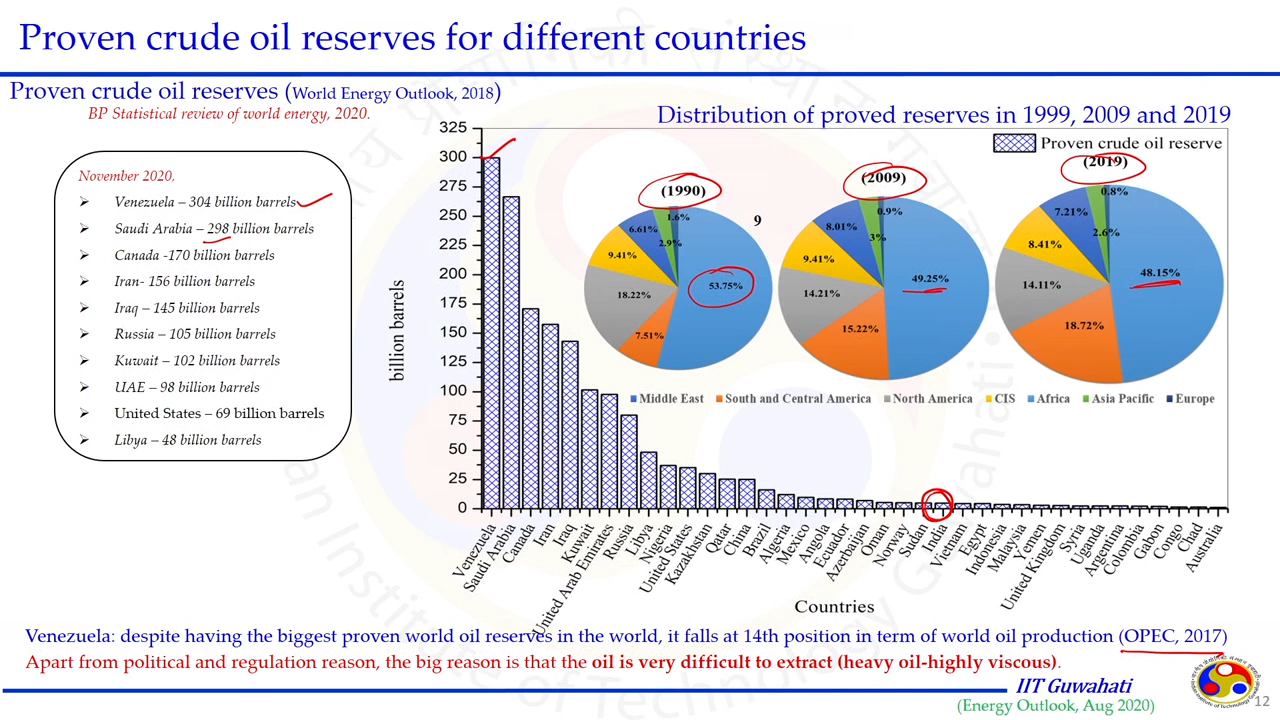 Proven crude oil reserves for different countries
Proven crude oil reserves (World Energy Outlook, 2018)
BP Statistical review of world energy, 2020.
November 2020,
Venezuela – 304 billion barrels
Saudi Arabia – 298 billion barrels
Canada -170 billion barrels
Iran- 156 billion barrels
Iraq – 145 billion barrels
Russia – 105 billion barrels
Kuwait – 102 billion barrels
UAE – 98 billion barrels
United States – 69 billion barrels
Libya – 48 billion barrels
Distribution of proved reserves in 1999, 2009 and 2019
Proven crude oil reserve
(1990)
1.6%
6.61%
2.9%
9.41%
18.22%
53.75%
7.51%
9
(2009)
0.9%
8.01%
3%
9.41%
14.21%
49.25%
15.22%
(2019)
0.8%
7.21%
2.6%
8.41%
14.11%
48.15%
18.72%
Middle East South and Central America North America CIS Africa Asia Pacific Europe
billion barrels
325
300
275
250
225
200
175
150
125
100
75
50
25
0
Venezuela
Saudi Arabia
Canada
Iran
Iraq
Kuwait
United Arab Emirates
Russia
Libya
Nigeria
United States
Kazakhstan
Qatar
China
Brazil
Algeria
Mexico
Angola
Ecuador
Azerbaijan
Oman
Norway
Sudan
India
Vietnam
Egypt
Indonesia
Malaysia
Yemen
United Kingdom
Syria
Uganda
Argentina
Colombia
Gabon
Congo
Chad
Australia
Countries
Venezuela: despite having the biggest proven world oil reserves in the world, it falls at 14th position in term of world oil production (OPEC, 2017)
Apart from political and regulation reason, the big reason is that the oil is very difficult to extract (heavy oil-highly viscous).
IIT Guwahati
(Energy Outlook, Aug 2020)
12